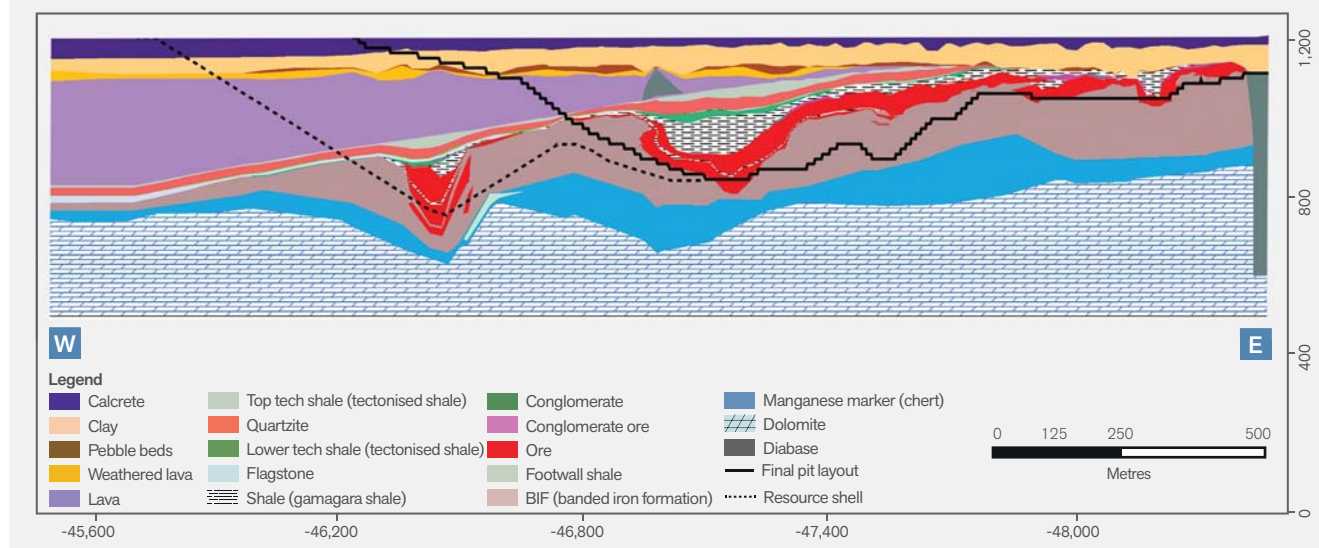 1,200
800
400
0
W
E
Legend
Calcrete
Clay
Pebble beds
Weathered lava
Lava
Top tech shale (tectonised shale)
Quartzite
Lower tech shale (tectonised shale)
Flagstone
Shale (gamagara shale)
Conglomerate
Conglomerate ore
Ore
Footwall shale
BIF (banded iron formation)
Manganese marker (chert)
Dolomite
Diabase
Final pit layout
Resource shell
0 125 250 500
Metres
-45,600 -46,200 -46,800 -47,400 -48,000